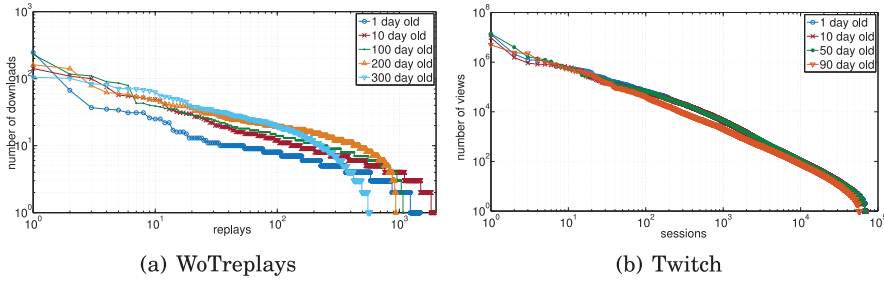 10^3
10^2
10^1
10^0
number of downloads
10^0
10^1
10^2
10^3
replays
1 day old
10 day old
100 day old
200 day old
300 day old
(a) WoTreplays
10^8
10^6
10^4
10^2
10^0
number of views
10^0
10^1
10^2
10^3
10^4
10^5
sessions
1 day old
10 day old
50 day old
90 day old
(b) Twitch